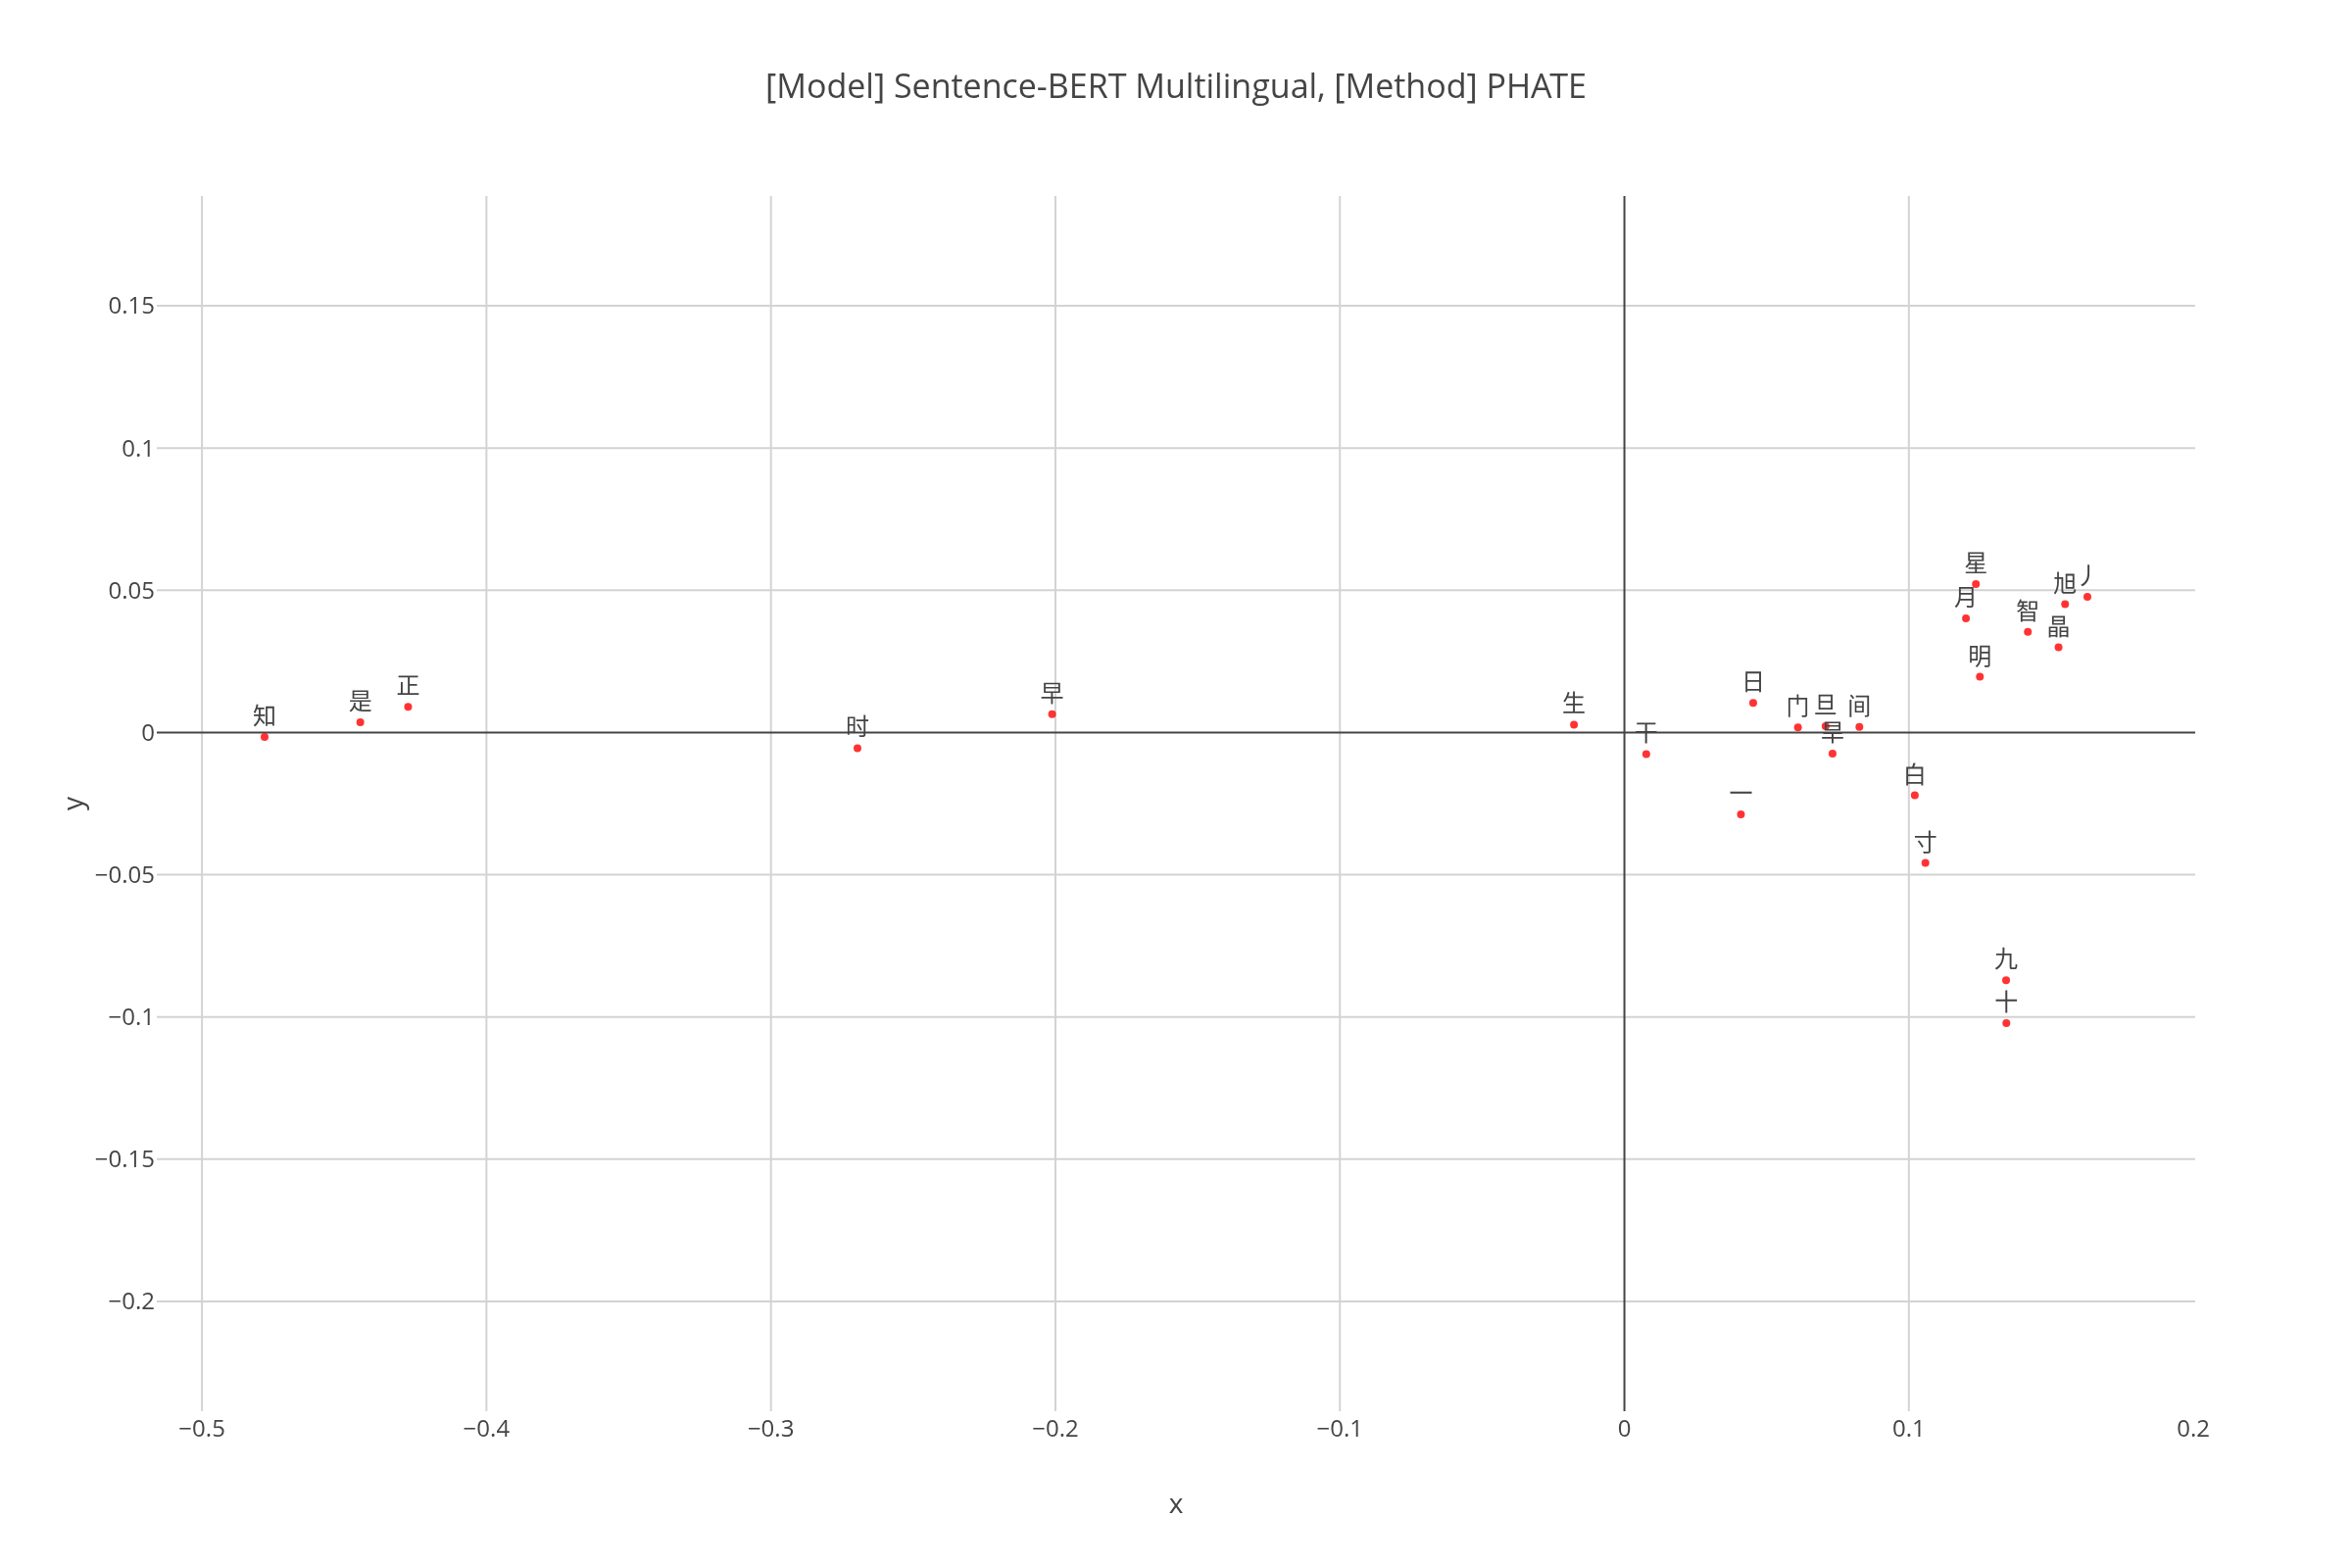 [Model] Sentence-BERT Multilingual, [Method] PHATE
0.15
0.1
0.05
0
−0.05
−0.1
−0.15
−0.2
y
星
丿
旭
月
智
晶
明
日
正
早
是
生
旦
门
间
知
时
干
旱
白
一
寸
九
十
−0.5 −0.4 −0.3 −0.2 −0.1 0 0.1 0.2
x